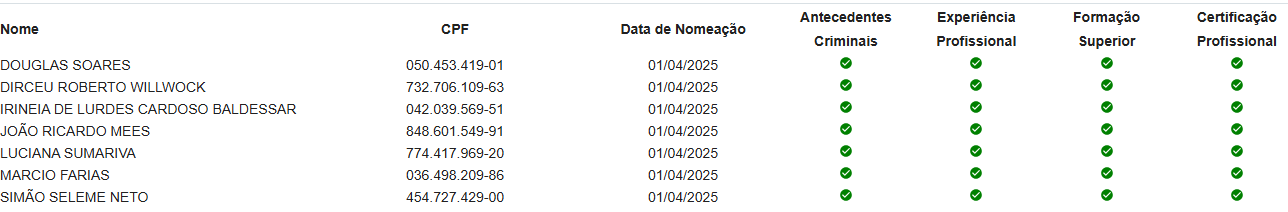 Nome CPF Data de Nomeação Antecedentes Criminais Experiência Profissional Formação Superior Certificação Profissional
DOUGLAS SOARES 050.453.419-01 01/04/2025
DIRCEU ROBERTO WILLWOCK 732.706.109-63 01/04/2025
IRINEIA DE LURDES CARDOSO BALDESSAR 042.039.569-51 01/04/2025
JOÃO RICARDO MEES 848.601.549-91 01/04/2025
LUCIANA SUMARIVA 774.417.969-20 01/04/2025
MARCIO FARIAS 036.498.209-86 01/04/2025
SIMÃO SELEME NETO 454.727.429-00 01/04/2025